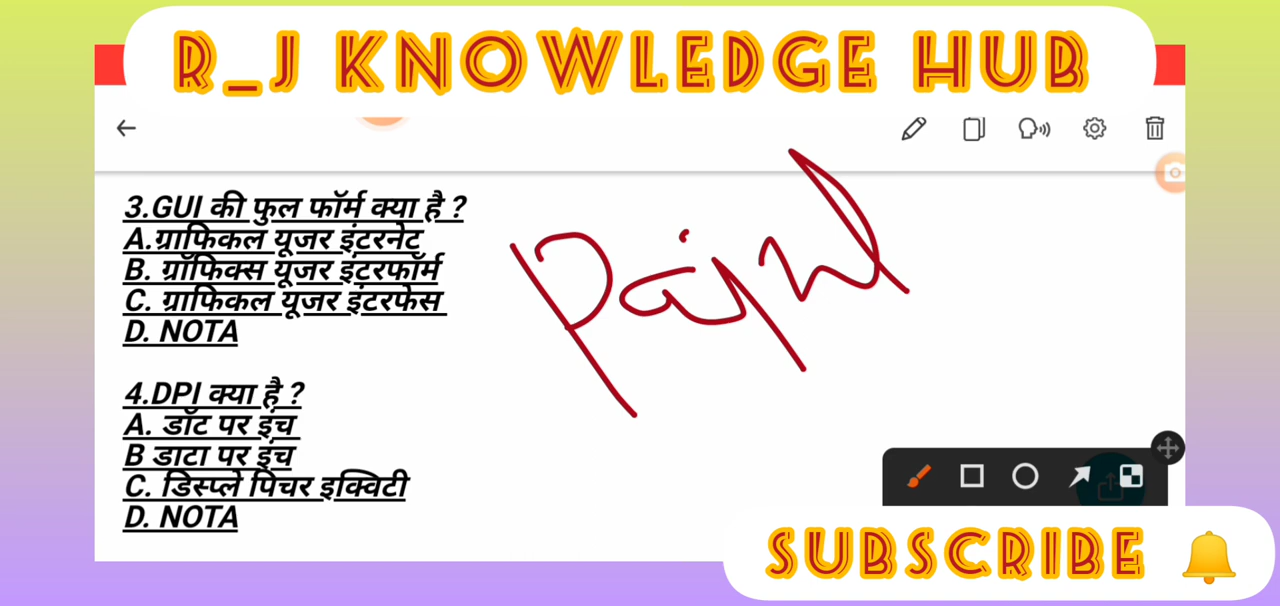 R_J KNOWLEDGE HUB
3.GUI की फुल फॉर्म क्या है ?
A.ग्राफिकल यूजर इंटरनेट
B. ग्रॉफिक्स यूजर इंटरफॉर्म
C. ग्राफिकल यूजर इंटरफेस
D. NOTA
4.DPI क्या है ?
A. डॉट पर इंच
B डाटा पर इंच
C. डिस्प्ले पिचर इक्विटी
D. NOTA
SUBSCRIBE